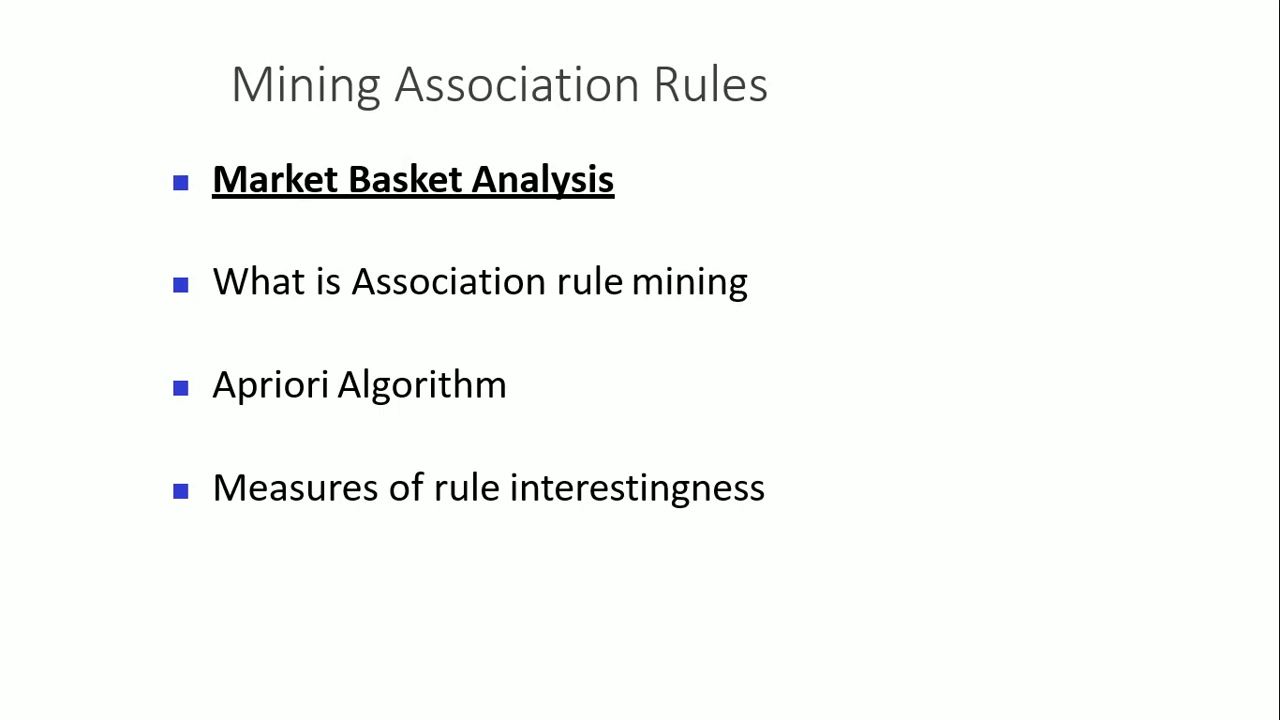 Mining Association Rules
Market Basket Analysis
What is Association rule mining
Apriori Algorithm
Measures of rule interestingness